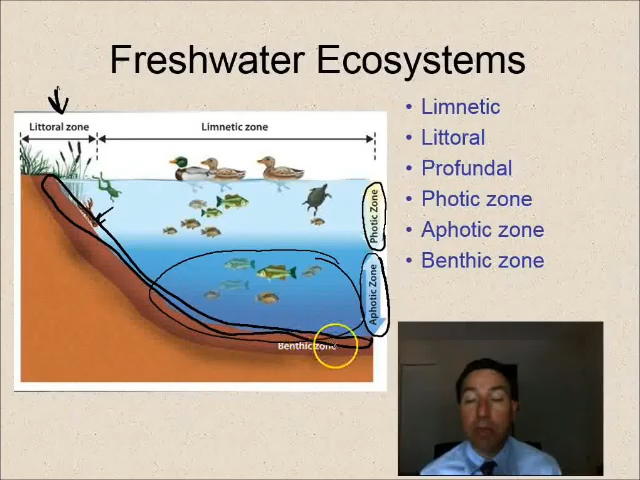 Freshwater Ecosystems
Littoral zone
Limnetic zone
Photic Zone
Aphotic Zone
Benthic zone
• Limnetic
• Littoral
• Profundal
• Photic zone
• Aphotic zone
• Benthic zone